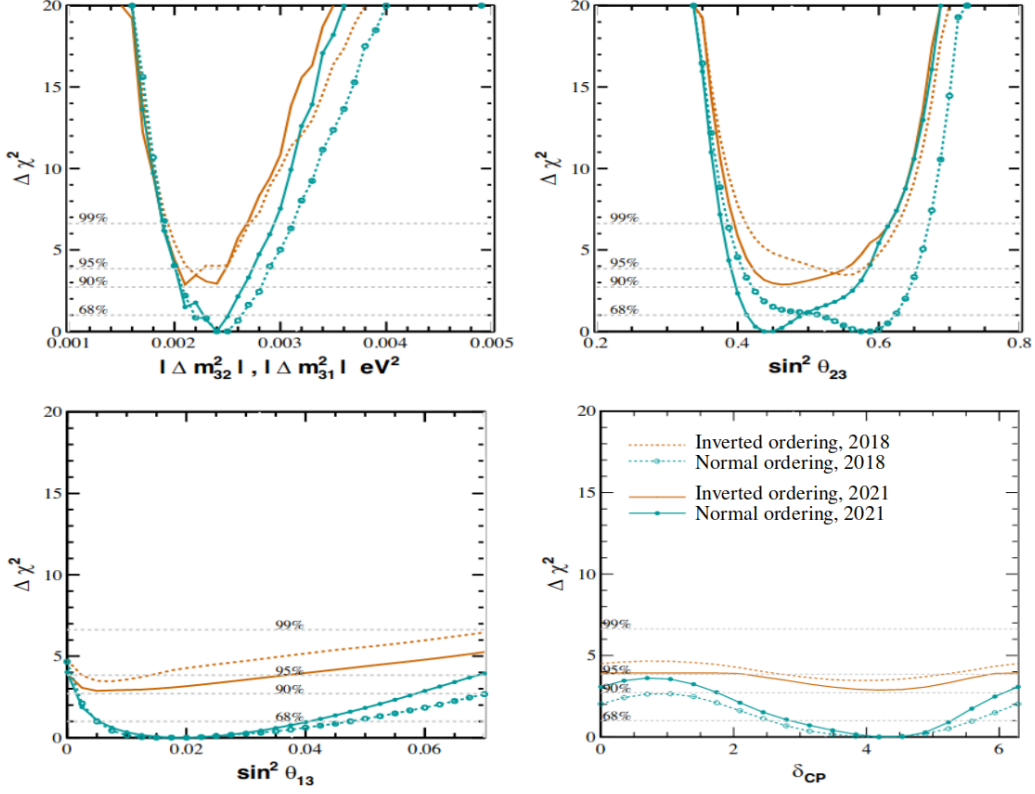 20
15
10
5
0
Δ χ²
99%
95%
90%
68%
0.001 0.002 0.003 0.004 0.005
| Δ m²₃₂ | , | Δ m²₃₁ | eV²
20
15
10
5
0
Δ χ²
99%
95%
90%
68%
0.2 0.4 0.6 0.8
sin² θ₂₃
20
15
10
5
0
Δ χ²
99%
95%
90%
68%
0 0.02 0.04 0.06
sin² θ₁₃
20
15
10
5
0
Δ χ²
Inverted ordering, 2018
Normal ordering, 2018
Inverted ordering, 2021
Normal ordering, 2021
99%
95%
90%
68%
0 2 4 6
δCP